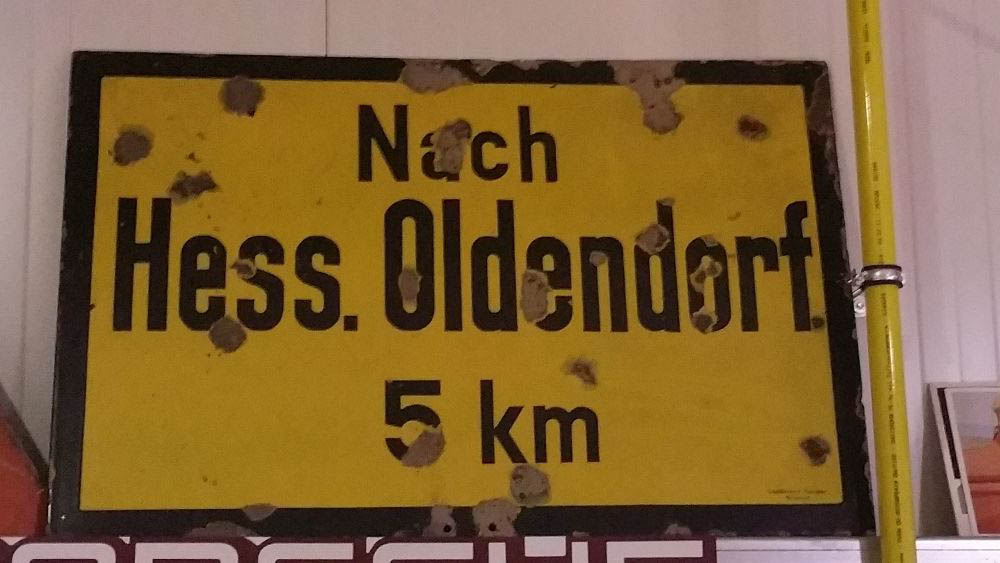 Nach
Hess. Oldendorf
5 km